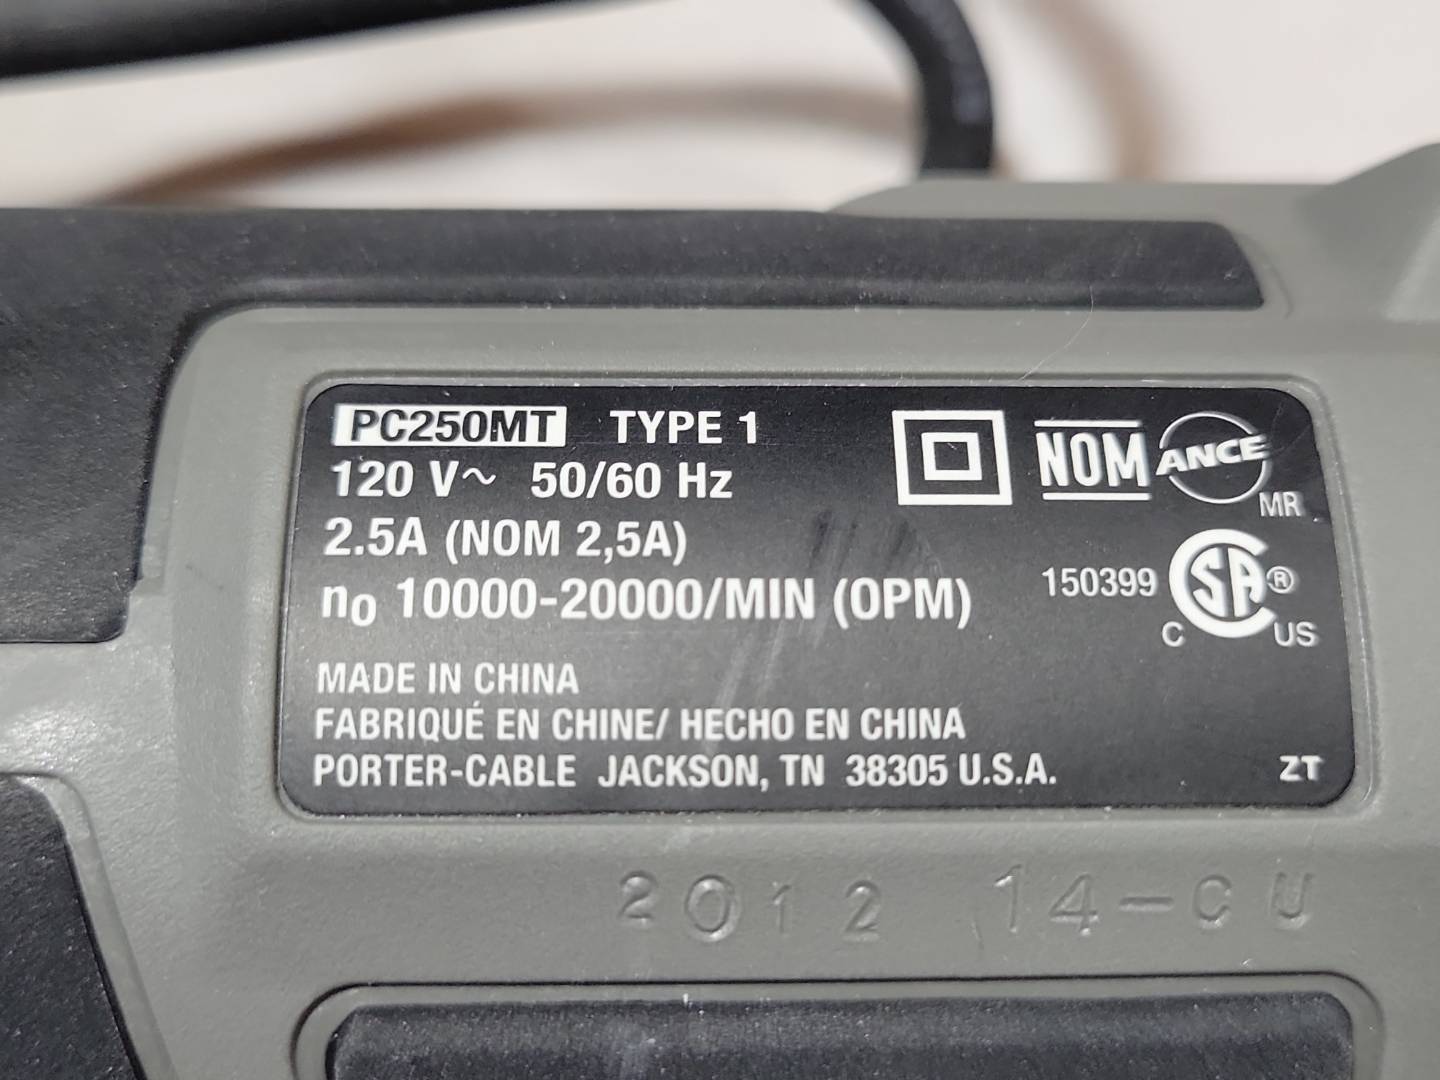 PC250MT TYPE 1
120 V~ 50/60 Hz
2.5A (NOM 2,5A)
n0 10000-20000/MIN (OPM)
NOM ANCE
MR
150399 SA ®
C US
MADE IN CHINA
FABRIQUÉ EN CHINE/ HECHO EN CHINA
PORTER-CABLE JACKSON, TN 38305 U.S.A.
ZT
2012 14-CU